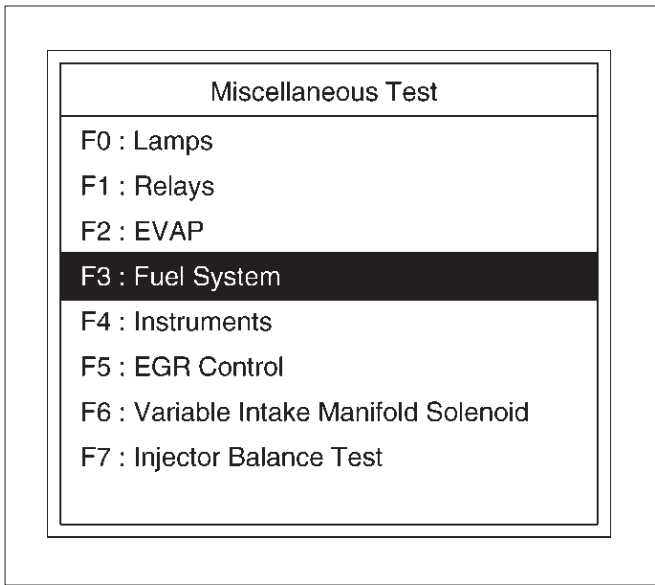 Miscellaneous Test
F0 : Lamps
F1 : Relays
F2 : EVAP
F3 : Fuel System
F4 : Instruments
F5 : EGR Control
F6 : Variable Intake Manifold Solenoid
F7 : Injector Balance Test